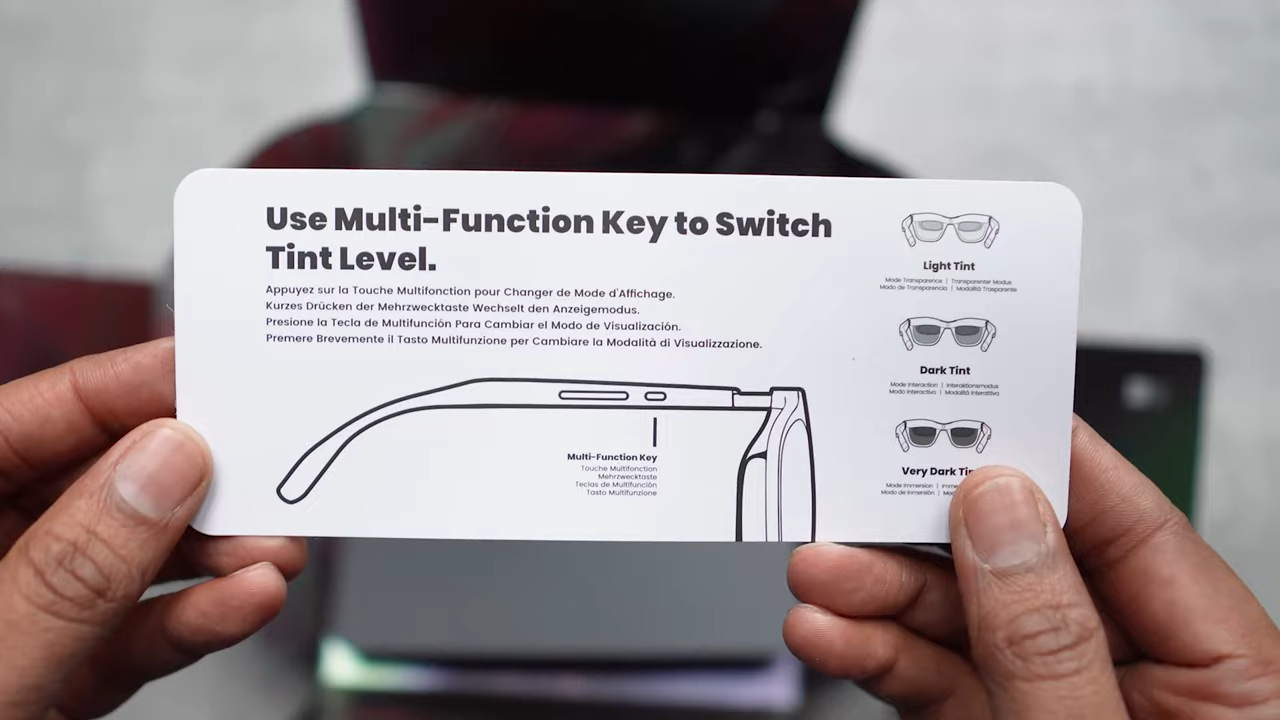 Use Multi-Function Key to Switch
Tint Level.
Appuyez sur la Touche Multifonction pour Changer de Mode d'Affichage.
Kurzes Drücken der Mehrzwecktaste Wechselt den Anzeigemodus.
Presione la Tecla de Multifunción Para Cambiar el Modo de Visualización.
Premere Brevemente il Tasto Multifunzione per Cambiare la Modalità di Visualizzazione.
Multi-Function Key
Touche Multifonction
Mehrzwecktaste
Teclas de Multifunción
Tasto Multifunzione
Light Tint
Mode Transparence | Transparenter Modus
Modo de Transparencia | Modalità Trasparente
Dark Tint
Mode Interaction | Interaktionsmodus
Modo Interactivo | Modalità Interattiva
Very Dark
Mode Immersion |
Modo de Inmersión |